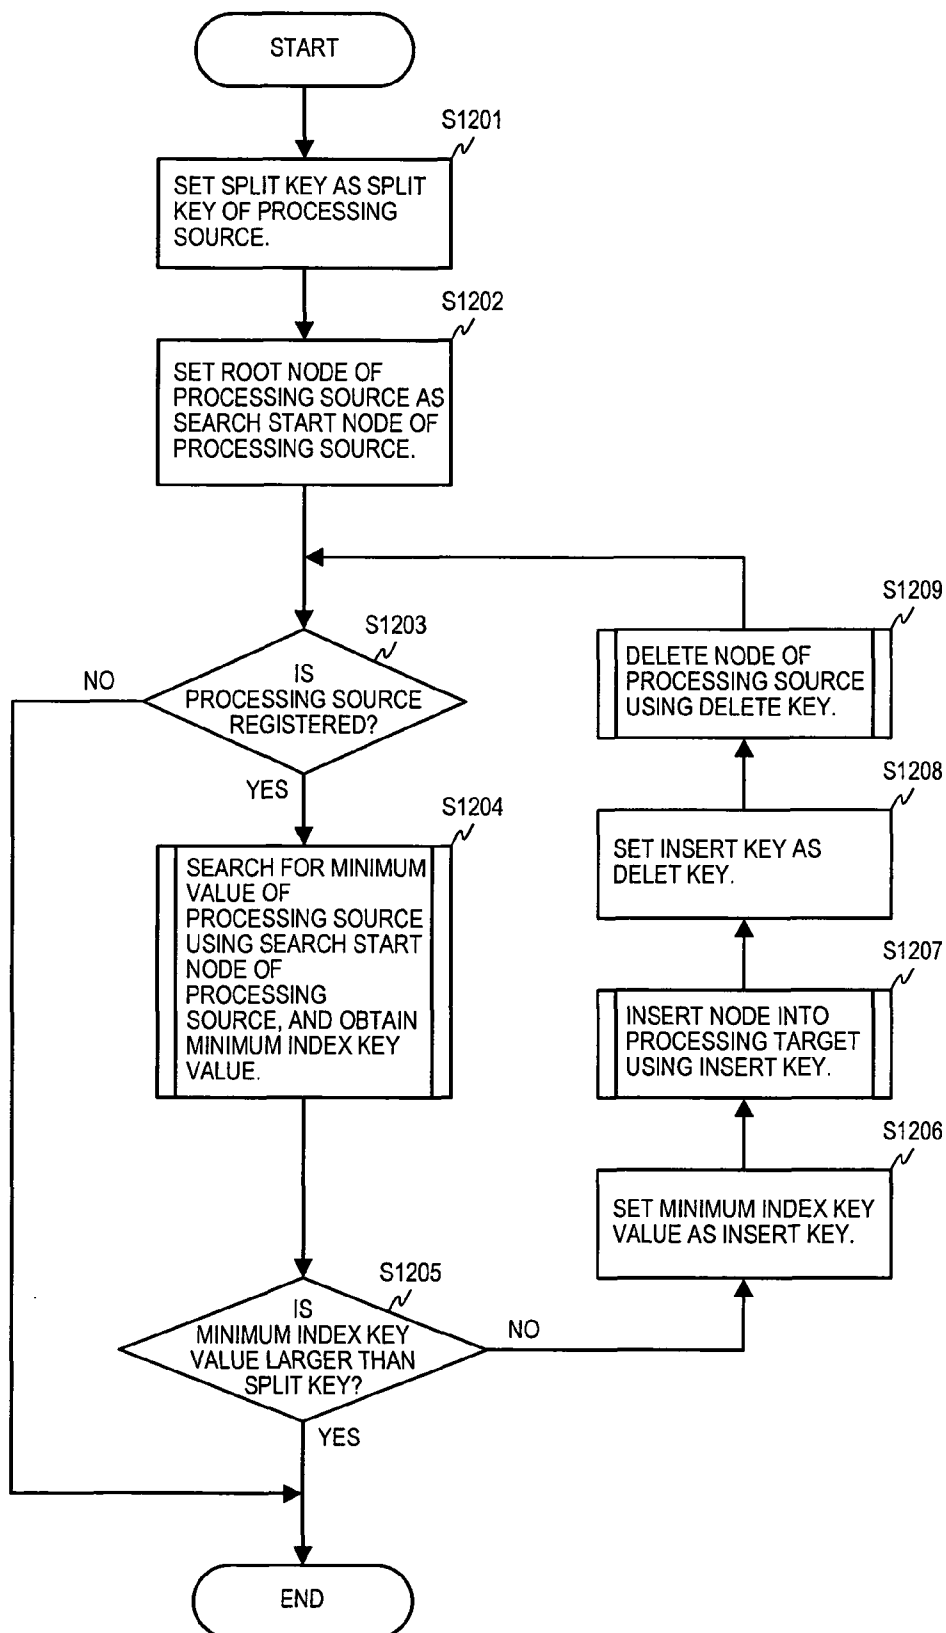 START
S1201
SET SPLIT KEY AS SPLIT
KEY OF PROCESSING
SOURCE.
S1202
SET ROOT NODE OF
PROCESSING SOURCE AS
SEARCH START NODE OF
PROCESSING SOURCE.
S1203
IS
PROCESSING SOURCE
REGISTERED?
NO
YES
S1204
SEARCH FOR MINIMUM
VALUE OF
PROCESSING SOURCE
USING SEARCH START
NODE OF
PROCESSING
SOURCE, AND OBTAIN
MINIMUM INDEX KEY
VALUE.
S1205
IS
MINIMUM INDEX KEY
VALUE LARGER THAN
SPLIT KEY?
NO
YES
S1206
SET MINIMUM INDEX KEY
VALUE AS INSERT KEY.
S1207
INSERT NODE INTO
PROCESSING TARGET
USING INSERT KEY.
S1208
SET INSERT KEY AS
DELET KEY.
S1209
DELETE NODE OF
PROCESSING SOURCE
USING DELETE KEY.
END